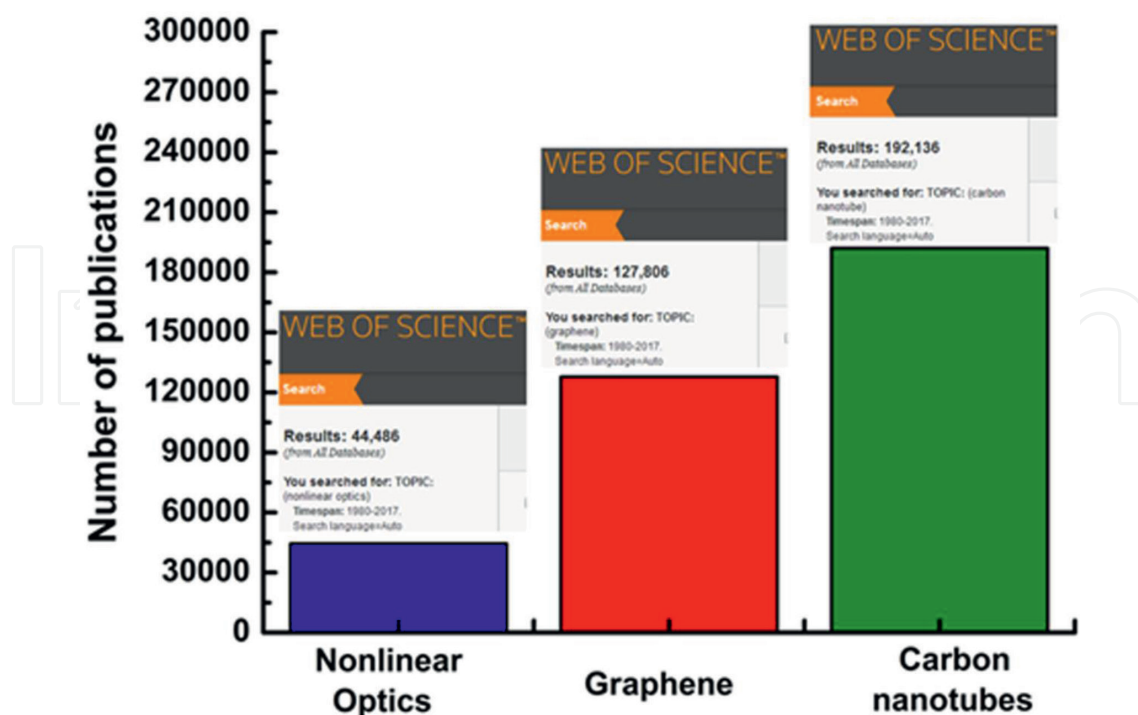 300000
270000
240000
210000
180000
150000
120000
90000
60000
30000
0
Number of publications
WEB OF SCIENCE™
Search
Results: 44,486
(from All Databases)
You searched for: TOPIC:
(nonlinear optics)
Timespan: 1980-2017.
Search language=Auto
WEB OF SCIENCE™
Search
Results: 127,806
(from All Databases)
You searched for: TOPIC:
(graphene)
Timespan: 1980-2017.
Search language=Auto
WEB OF SCIENCE™
Search
Results: 192,136
(from All Databases)
You searched for: TOPIC: (carbon
nanotube)
Timespan: 1980-2017.
Search language=Auto
Nonlinear
Optics
Graphene
Carbon
nanotubes